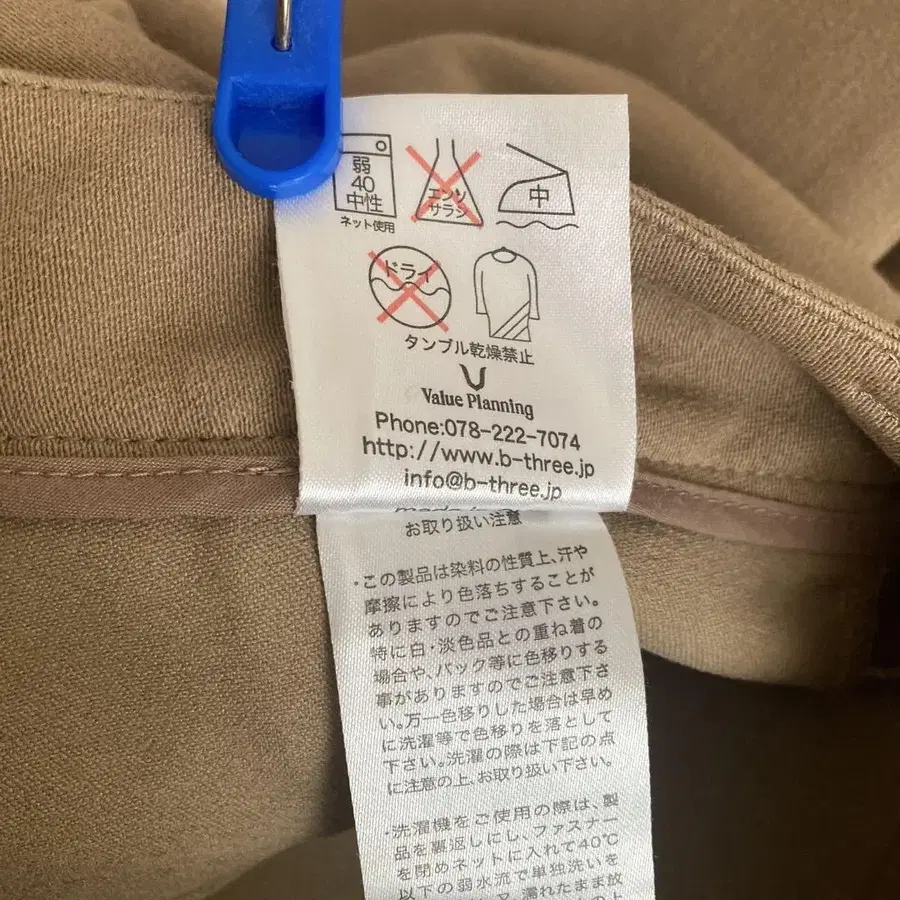 弱
40
中性
ネット使用
エンソ
サラシ
中
ドライ
タンブル乾燥禁止
Value Planning
Phone:078-222-7074
http://www.b-three.jp
info@b-three.jp
お取り扱い注意
・この製品は染料の性質上、汗や
摩擦により色落ちすることが
ありますのでご注意下さい。
特に白・淡色品との重ね着の
場合や、バック等に色移りする
事がありますのでご注意下さ
い。万一色移りした場合は早め
に洗濯等で色移りを落として
下さい。洗濯の際は下記の点
に注意の上、お取り扱い下さい。
・洗濯機をご使用の際は、製
品を裏返しにし、ファスナー
を閉めネットに入れて40℃
以下の弱水流で単独洗いを
又、濡れたまま放